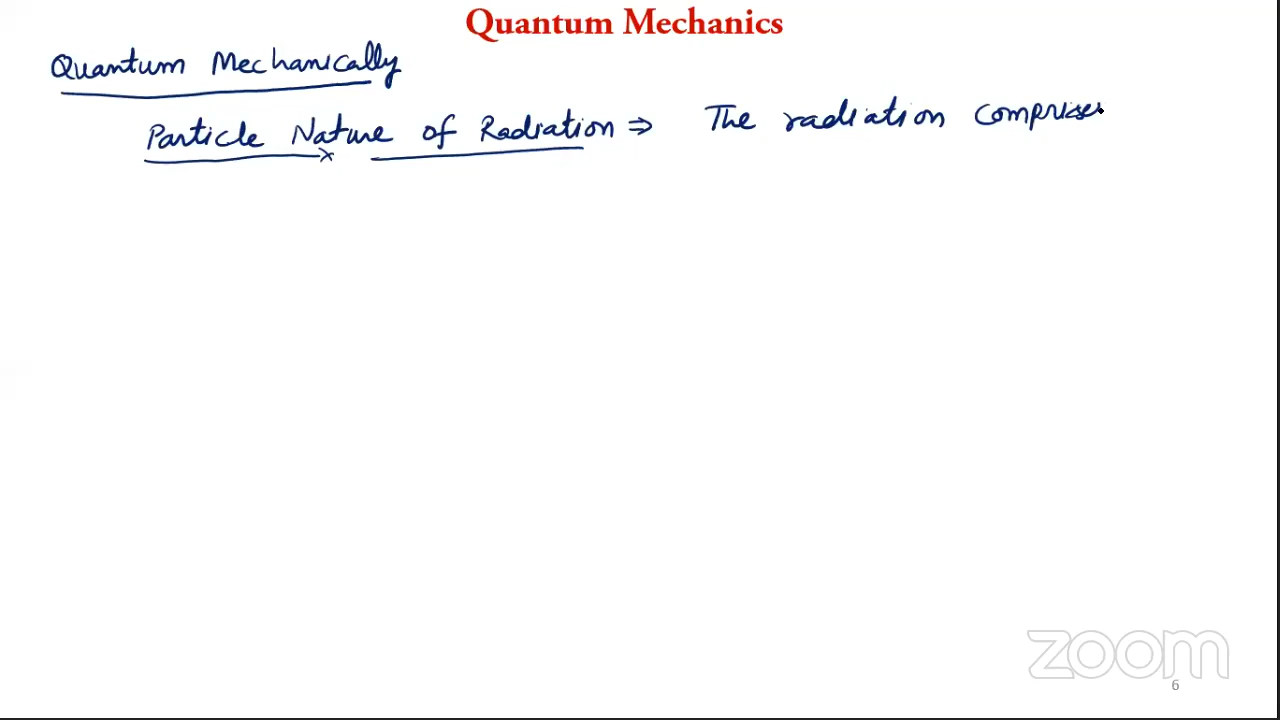 Quantum Mechanics
Quantum Mechanically
Particle Nature of Radiation ⇒ The radiation comprises
zoom
6